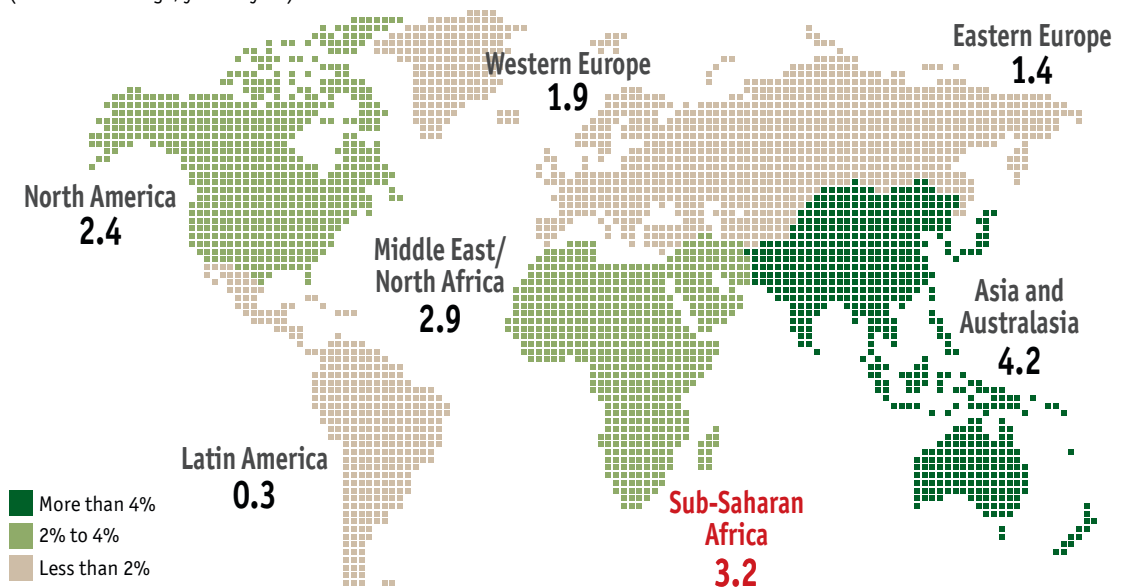 Western Europe
1.9
Eastern Europe
1.4
North America
2.4
Middle East/
North Africa
2.9
Asia and
Australasia
4.2
Latin America
0.3
Sub-Saharan
Africa
3.2
More than 4%
2% to 4%
Less than 2%